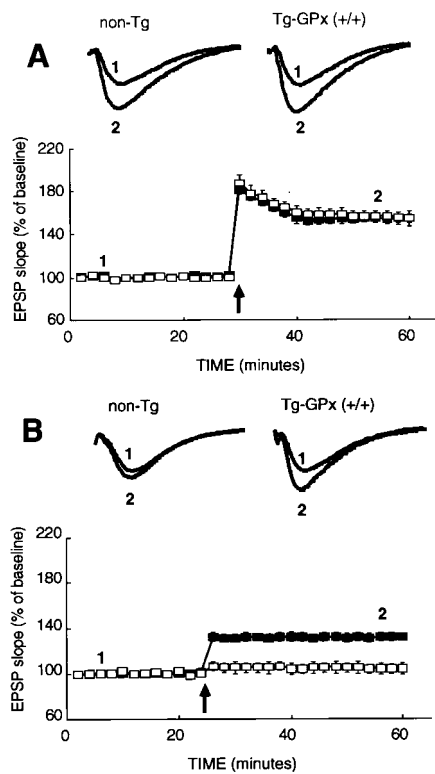 A
non-Tg Tg-GPx (+/+)
1 1
2 2
EPSP slope (% of baseline)
220
180
140
100
60
1 2
0 20 40 60
TIME (minutes)
B
non-Tg Tg-GPx (+/+)
1 1
2 2
EPSP slope (% of baseline)
220
180
140
100
60
1 2
0 20 40 60
TIME (minutes)